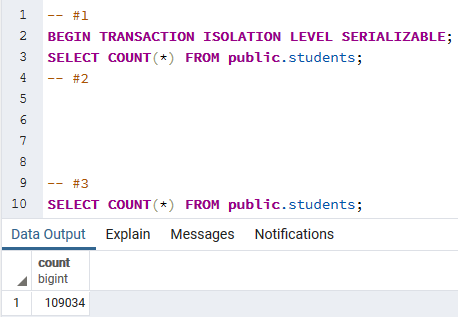 1 -- #1
2 BEGIN TRANSACTION ISOLATION LEVEL SERIALIZABLE;
3 SELECT COUNT(*) FROM public.students;
4 -- #2
5
6
7
8
9 -- #3
10 SELECT COUNT(*) FROM public.students;
Data Output Explain Messages Notifications
count
bigint
1 109034